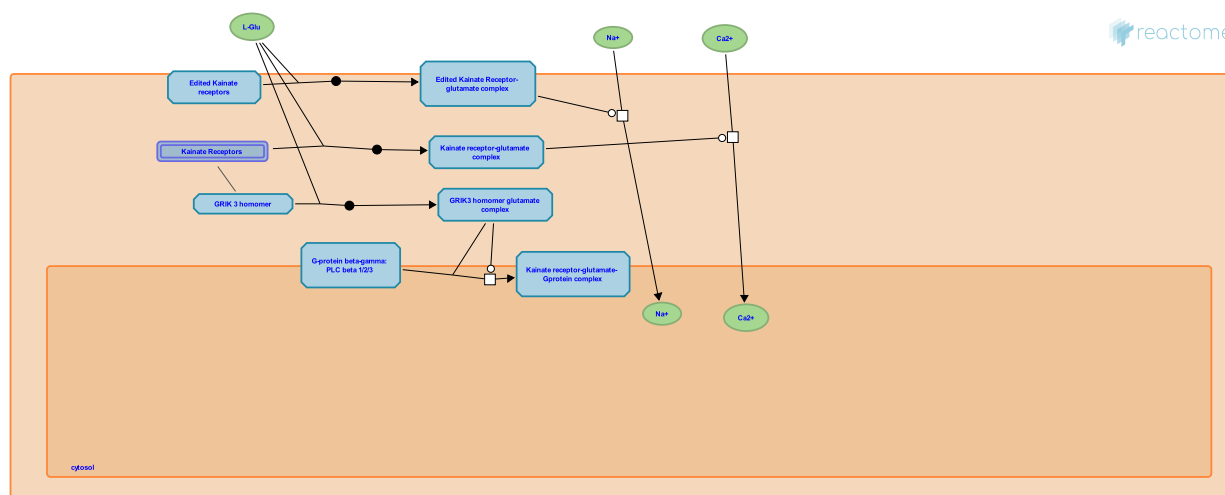 L-Glu
Na+
Ca2+
reactome
Edited Kainate
receptors
Edited Kainate Receptor-
glutamate complex
Kainate Receptors
Kainate receptor-glutamate
complex
GRIK 3 homomer
GRIK3 homomer glutamate
complex
G-protein beta-gamma:
PLC beta 1/2/3
Kainate receptor-glutamate-
Gprotein complex
Na+
Ca2+
cytosol